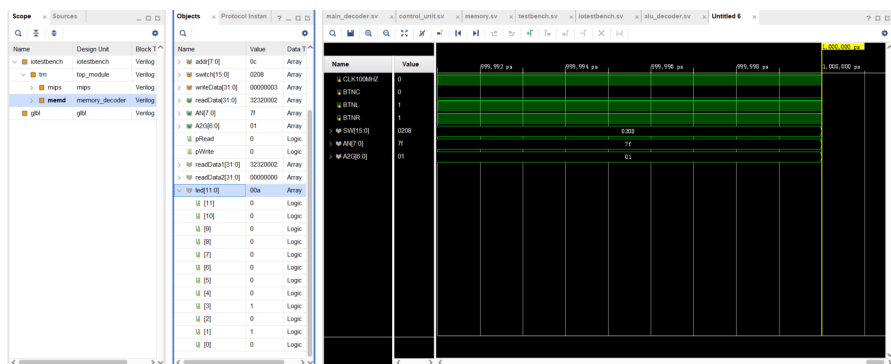 Scope × Sources
Name Design Unit Block T
iotestbench iotestbench Verilog
tm top_module Verilog
mips mips Verilog
memd memory_decoder Verilog
glbl glbl Verilog
Objects × Protocol Instan ?
Name Value Data T
addr[7:0] 0c Array
switch[15:0] 0208 Array
writeData[31:0] 00000003 Array
readData[31:0] 32320002 Array
AN[7:0] 7f Array
A2G[6:0] 01 Array
pRead 0 Logic
pWrite 0 Logic
readData1[31:0] 32320002 Array
readData2[31:0] 00000000 Array
led[11:0] 00a Array
[11] 0 Logic
[10] 0 Logic
[9] 0 Logic
[8] 0 Logic
[7] 0 Logic
[6] 0 Logic
[5] 0 Logic
[4] 0 Logic
[3] 1 Logic
[2] 0 Logic
[1] 1 Logic
[0] 0 Logic
main_decoder.sv × control_unit.sv × memory.sv × testbench.sv × iotestbench.sv × alu_decoder.sv × Untitled 6 ×
1,000,000 ps
Name Value
999,992 ps 999,994 ps 999,996 ps 999,998 ps 1,000,000 ps
CLK100MHZ 0
BTNC 0
BTNL 1
BTNR 1
SW[15:0] 0208
AN[7:0] 7f 7f
A2G[6:0] 01 01